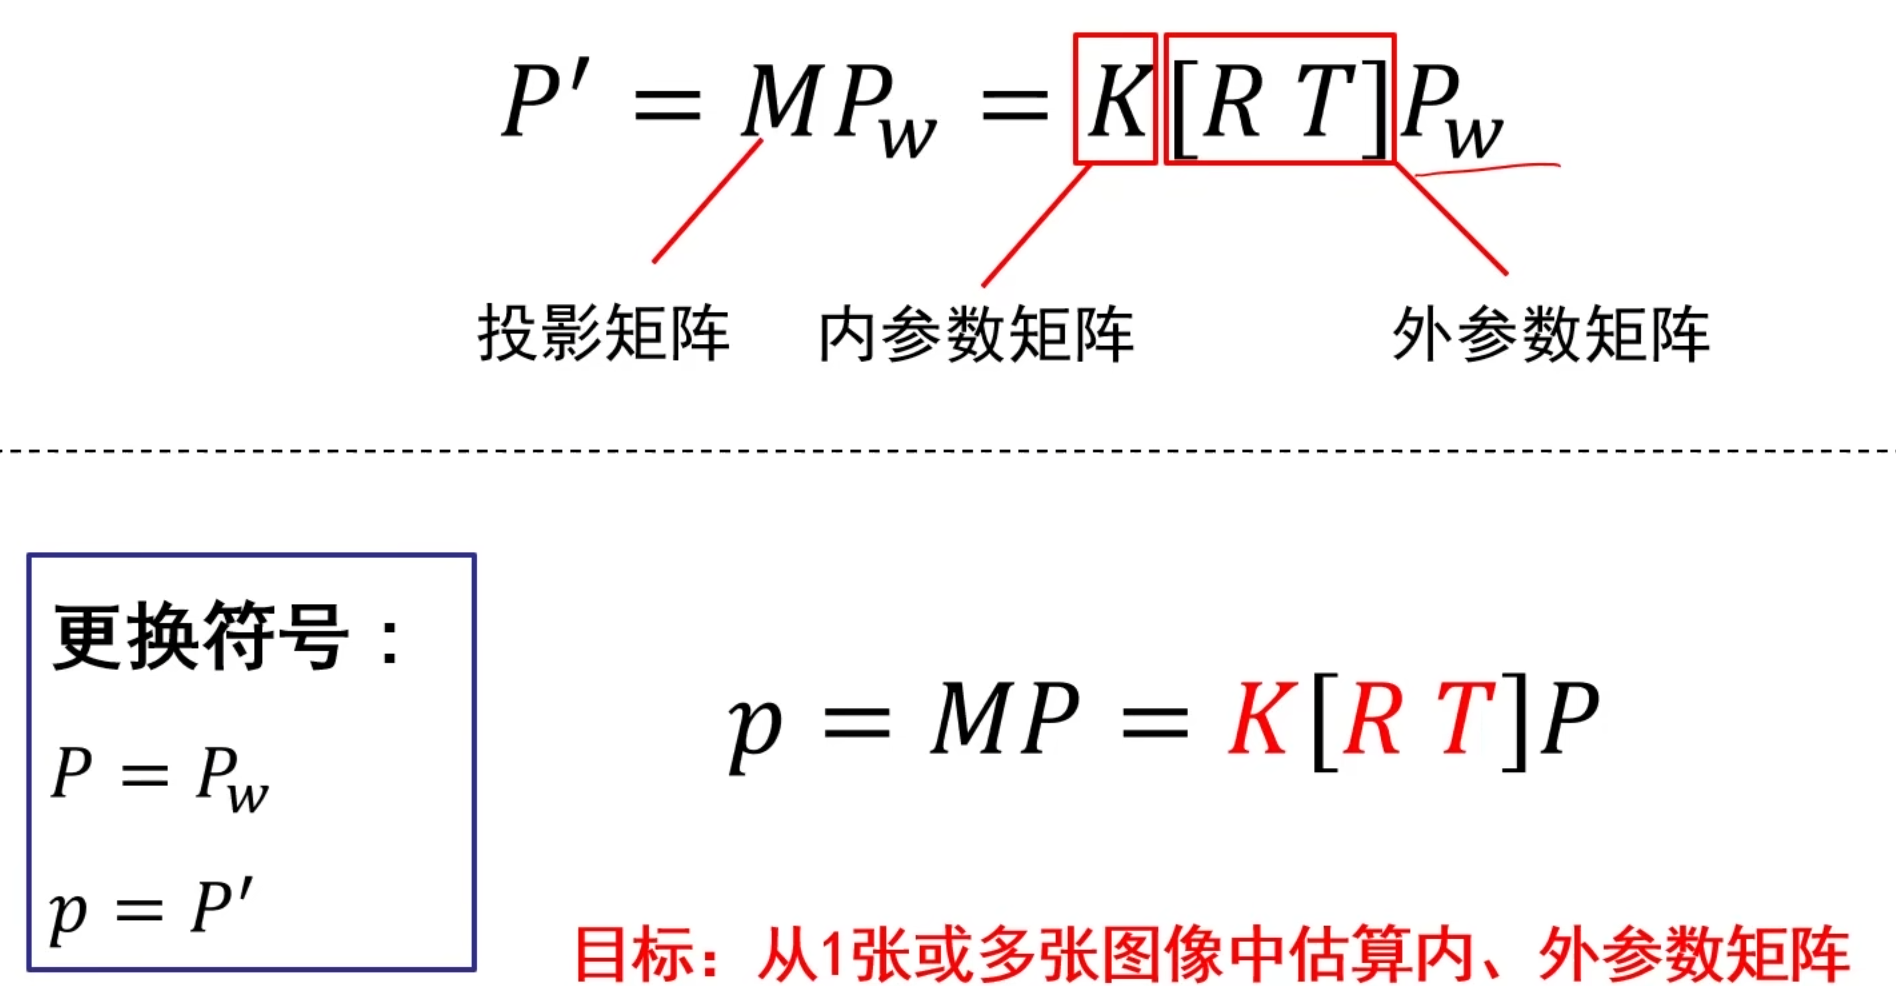 P′ = MP_w = K[R T]P_w
投影矩阵 内参数矩阵 外参数矩阵
更换符号：
P = P_w
p = P′
p = MP = K[R T]P
目标：从1张或多张图像中估算内、外参数矩阵